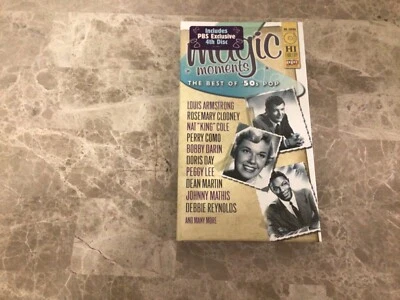 Includes
PBS Exclusive
4th Disc
magic
moments
THE BEST OF 50s POP
LOUIS ARMSTRONG
ROSEMARY CLOONEY
NAT "KING" COLE
PERRY COMO
BOBBY DARIN
DORIS DAY
PEGGY LEE
DEAN MARTIN
JOHNNY MATHIS
DEBBIE REYNOLDS
AND MANY MORE
HI